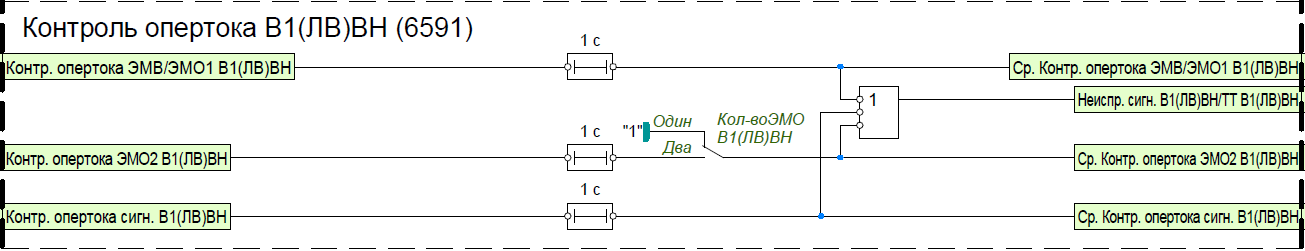 Контроль опертока В1(ЛВ)ВН (6591)
1 с
Контр. опертока ЭМВ/ЭМО1 В1(ЛВ)ВН
Ср. Контр. опертока ЭМВ/ЭМО1 В1(ЛВ)ВН
1
Неиспр. сигн. В1(ЛВ)ВН/ТТ В1(ЛВ)ВН
1 с
"1"
Один
Кол-воЭМО
В1(ЛВ)ВН
Два
Контр. опертока ЭМО2 В1(ЛВ)ВН
Ср. Контр. опертока ЭМО2 В1(ЛВ)ВН
1 с
Контр. опертока сигн. В1(ЛВ)ВН
Ср. Контр. опертока сигн. В1(ЛВ)ВН